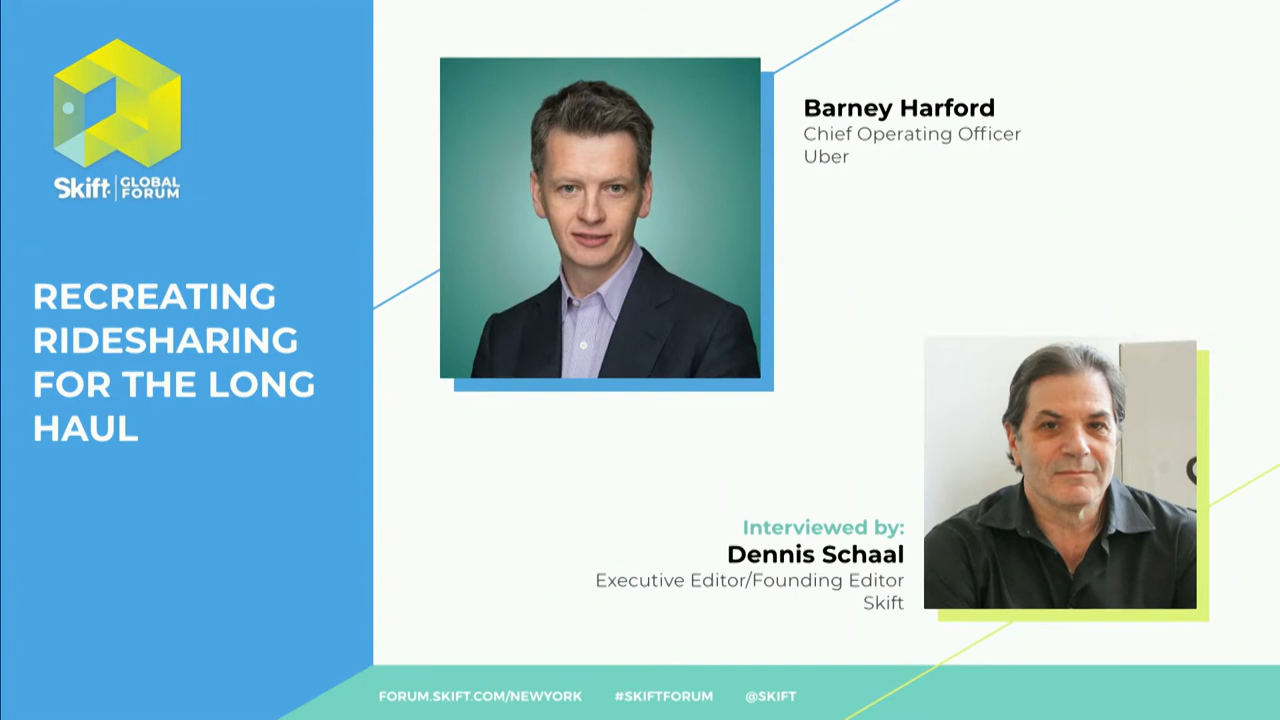 Skift GLOBAL FORUM
RECREATING
RIDESHARING
FOR THE LONG
HAUL
Barney Harford
Chief Operating Officer
Uber
Interviewed by:
Dennis Schaal
Executive Editor/Founding Editor
Skift
FORUM.SKIFT.COM/NEWYORK #SKIFTFORUM @SKIFT